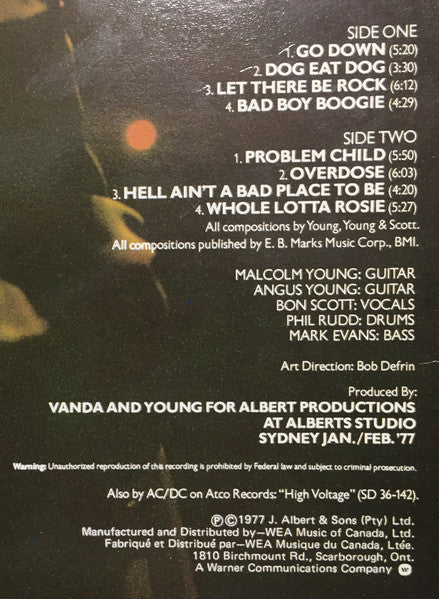 SIDE ONE
1. GO DOWN (5:20)
2. DOG EAT DOG (3:30)
3. LET THERE BE ROCK (6:12)
4. BAD BOY BOOGIE (4:29)
SIDE TWO
1. PROBLEM CHILD (5:50)
2. OVERDOSE (6:03)
3. HELL AIN'T A BAD PLACE TO BE (4:20)
4. WHOLE LOTTA ROSIE (5:27)
All compositions by Young, Young & Scott.
All compositions published by E. B. Marks Music Corp., BMI.
MALCOLM YOUNG: GUITAR
ANGUS YOUNG: GUITAR
BON SCOTT: VOCALS
PHIL RUDD: DRUMS
MARK EVANS: BASS
Art Direction: Bob Defrin
Produced By:
VANDA AND YOUNG FOR ALBERT PRODUCTIONS
AT ALBERTS STUDIO
SYDNEY JAN./FEB. '77
Warning: Unauthorized reproduction of this recording is prohibited by Federal law and subject to criminal prosecution.
Also by AC/DC on Atco Records: "High Voltage" (SD 36-142).
℗©1977 J. Albert & Sons (Pty) Ltd.
Manufactured and Distributed by—WEA Music of Canada, Ltd.
Fabriqué et Distribué par—WEA Musique du Canada, Ltée.
1810 Birchmount Rd., Scarborough, Ont.
A Warner Communications Company